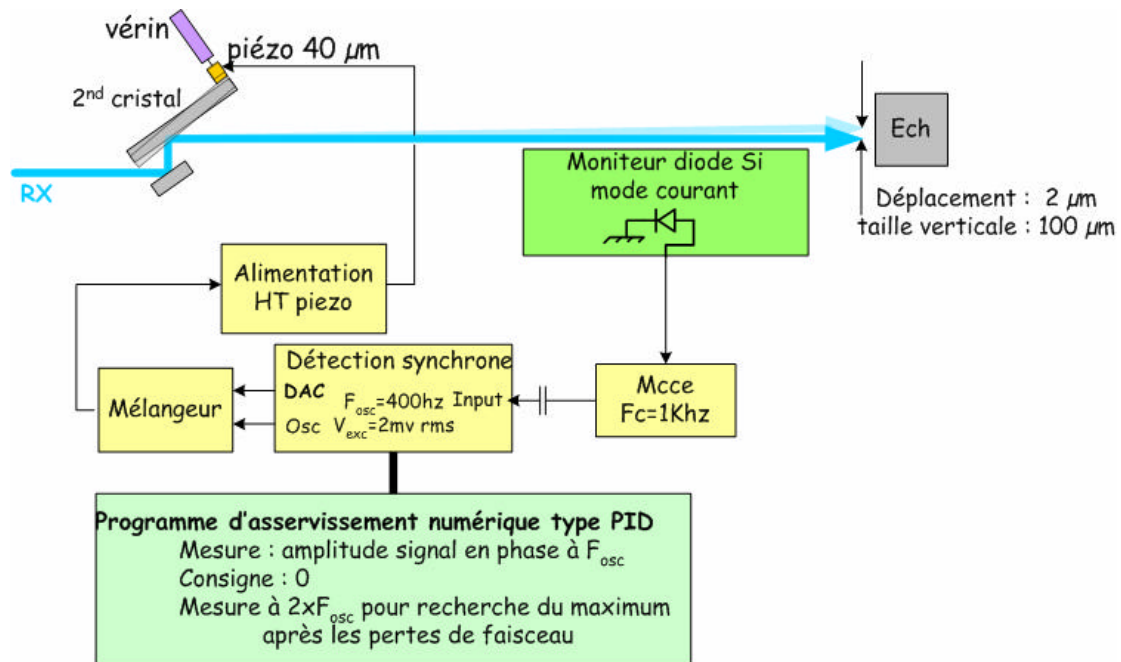 vérin
piézo 40 µm
2nd cristal
RX
Ech
Moniteur diode Si
mode courant
Déplacement : 2 µm
taille verticale : 100 µm
Alimentation
HT piezo
Détection synchrone
DAC
Fosc=400hz Input
Osc Vexc=2mv rms
Mélangeur
Mcce
Fc=1Khz
Programme d'asservissement numérique type PID
Mesure : amplitude signal en phase à Fosc
Consigne : 0
Mesure à 2xFosc pour recherche du maximum
après les pertes de faisceau